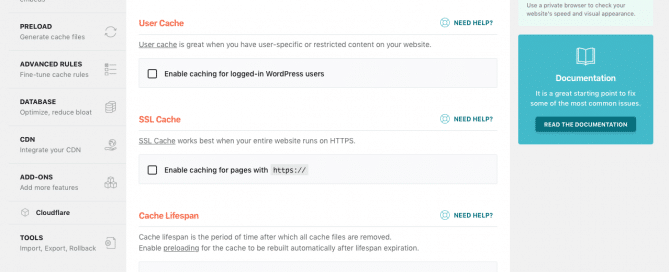 PRELOAD
Generate cache files
ADVANCED RULES
Fine-tune cache rules
DATABASE
Optimize, reduce bloat
CDN
Integrate your CDN
ADD-ONS
Add more features
Cloudflare
TOOLS
Import, Export, Rollback
User Cache
NEED HELP?
User cache is great when you have user-specific or restricted content on your website.
Enable caching for logged-in WordPress users
SSL Cache
NEED HELP?
SSL Cache works best when your entire website runs on HTTPS.
Enable caching for pages with https://
Cache Lifespan
NEED HELP?
Cache lifespan is the period of time after which all cache files are removed.
Enable preloading for the cache to be rebuilt automatically after lifespan expiration.
Use a private browser to check your
website's speed and visual appearance.
Documentation
It is a great starting point to fix
some of the most common issues.
READ THE DOCUMENTATION